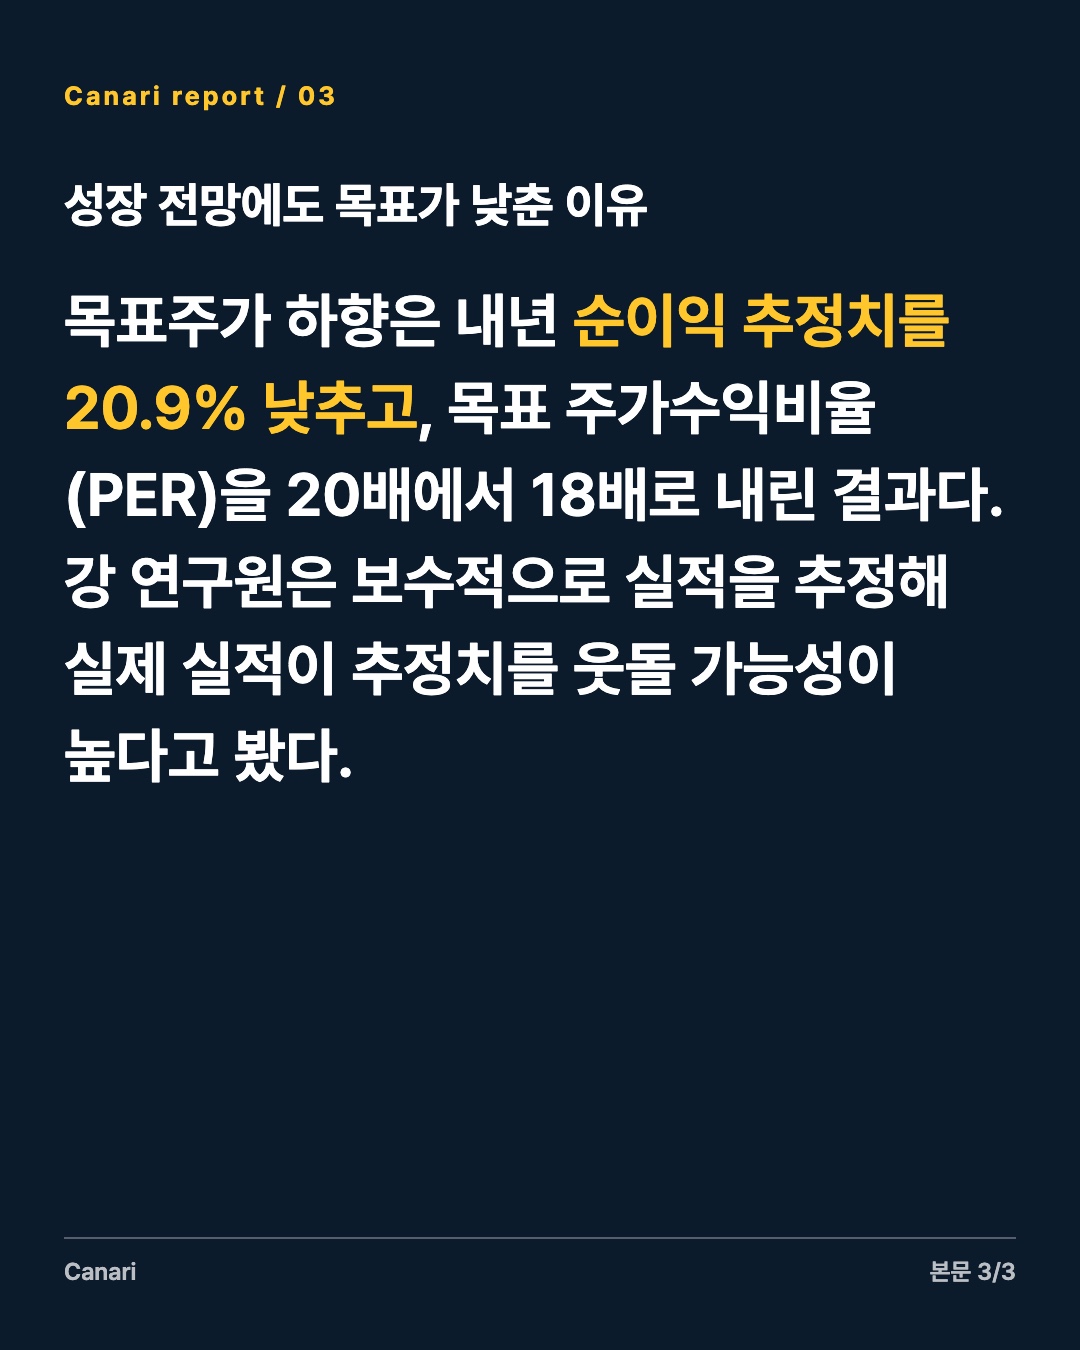 Canari report / 03
성장 전망에도 목표가 낮춘 이유
목표주가 하향은 내년 순이익 추정치를
20.9% 낮추고, 목표 주가수익비율
(PER)을 20배에서 18배로 내린 결과다.
강 연구원은 보수적으로 실적을 추정해
실제 실적이 추정치를 웃돌 가능성이
높다고 봤다.
Canari
본문 3/3